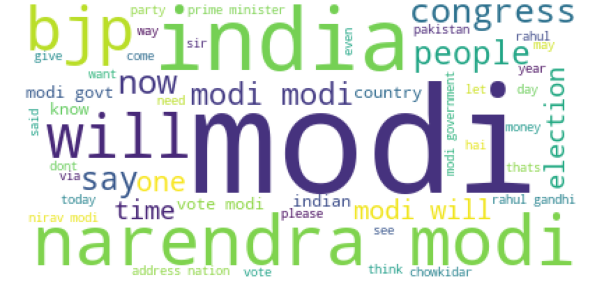 party
prime minister
congress
bjp
india
way
sir
even
pakistan
rahul
may
give
come
people
year
want
now
modi modi
country
let
day
modi govt
need
modi
modi government
election
said
know
will
money
hai
dont
via
say
one
thats
today
time
vote modi
indian
modi will
rahul gandhi
nirav modi
please
narendra modi
see
address nation
vote
think
chowkidar